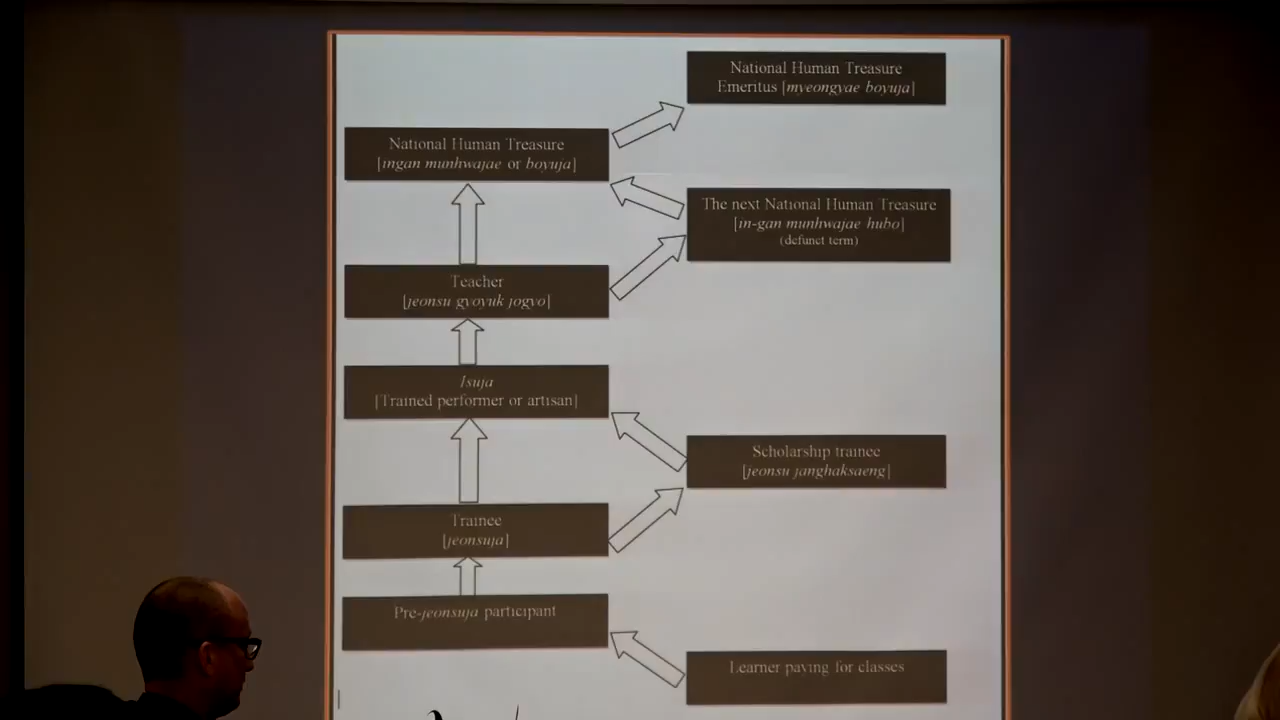 National Human Treasure
Emeritus [myeongyae boyuja]
National Human Treasure
[ingan munhwajae or boyuja]
The next National Human Treasure
[in-gan munhwajae hubo]
(defunct term)
Teacher
[jeonsu gyoyuk jogyo]
Isuja
[Trained performer or artisan]
Scholarship trainee
[jeonsu janghaksaeng]
Trainee
[jeonsuja]
Pre-jeonsuja participant
Learner paying for classes